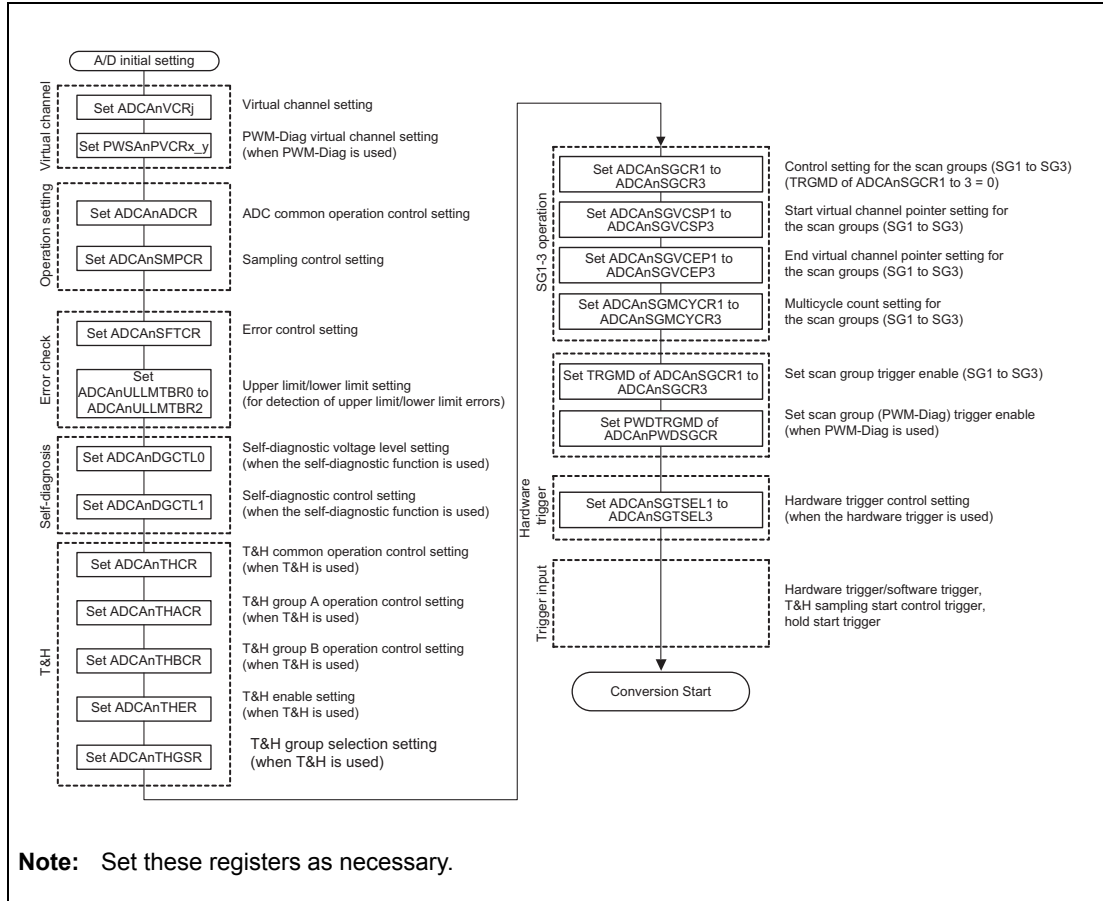 A/D initial setting
Virtual channel
Set ADCAnVCRj
Virtual channel setting
Set PWSAnPVCRx_y
PWM-Diag virtual channel setting
(when PWM-Diag is used)
Operation setting
Set ADCAnADCR
ADC common operation control setting
Set ADCAnSMPCR
Sampling control setting
Error check
Set ADCAnSFTCR
Error control setting
Set
ADCAnULLMTBR0 to
ADCAnULLMTBR2
Upper limit/lower limit setting
(for detection of upper limit/lower limit errors)
Self-diagnosis
Set ADCAnDGCTL0
Self-diagnostic voltage level setting
(when the self-diagnostic function is used)
Set ADCAnDGCTL1
Self-diagnostic control setting
(when the self-diagnostic function is used)
T&H
Set ADCAnTHCR
T&H common operation control setting
(when T&H is used)
Set ADCAnTHACR
T&H group A operation control setting
(when T&H is used)
Set ADCAnTHBCR
T&H group B operation control setting
(when T&H is used)
Set ADCAnTHER
T&H enable setting
(when T&H is used)
Set ADCAnTHGSR
T&H group selection setting
(when T&H is used)
SG1-3 operation
Set ADCAnSGCR1 to
ADCAnSGCR3
Control setting for the scan groups (SG1 to SG3)
(TRGMD of ADCAnSGCR1 to 3 = 0)
Set ADCAnSGVCSP1 to
ADCAnSGVCSP3
Start virtual channel pointer setting for
the scan groups (SG1 to SG3)
Set ADCAnSGVCEP1 to
ADCAnSGVCEP3
End virtual channel pointer setting for
the scan groups (SG1 to SG3)
Set ADCAnSGMCYCR1 to
ADCAnSGMCYCR3
Multicycle count setting for
the scan groups (SG1 to SG3)
Set TRGMD of ADCAnSGCR1 to
ADCAnSGCR3
Set scan group trigger enable (SG1 to SG3)
Set PWDTRGMD of
ADCAnPWDSGCR
Set scan group (PWM-Diag) trigger enable
(when PWM-Diag is used)
Hardware
trigger
Set ADCAnSGTSEL1 to
ADCAnSGTSEL3
Hardware trigger control setting
(when the hardware trigger is used)
Trigger input
Hardware trigger/software trigger,
T&H sampling start control trigger,
hold start trigger
Conversion Start
Note: Set these registers as necessary.